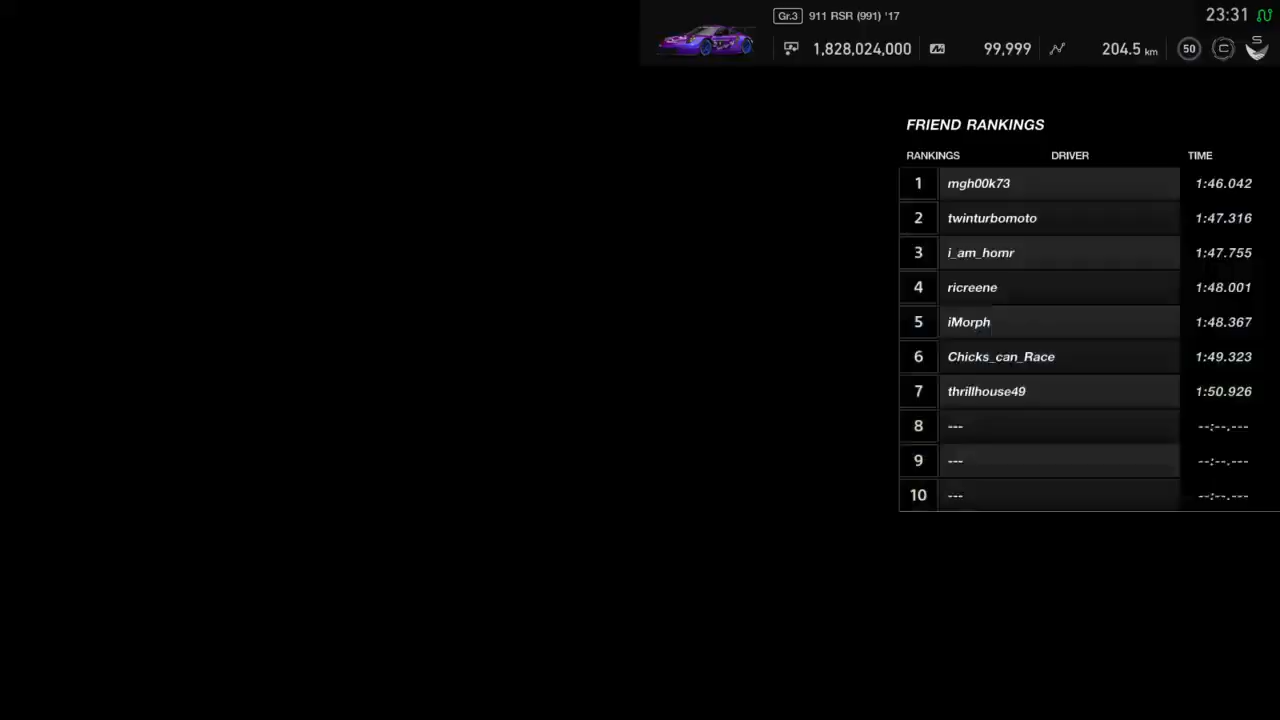 Gr.3 911 RSR (991) '17 23:31
1,828,024,000 99,999 204.5 km 50 C S
FRIEND RANKINGS
RANKINGS DRIVER TIME
1 mgh00k73 1:46.042
2 twinturbomoto 1:47.316
3 i_am_homr 1:47.755
4 ricreene 1:48.001
5 iMorph 1:48.367
6 Chicks_can_Race 1:49.323
7 thrillhouse49 1:50.926
8 --- --:--.---
9 --- --:--.---
10 --- --:--.---